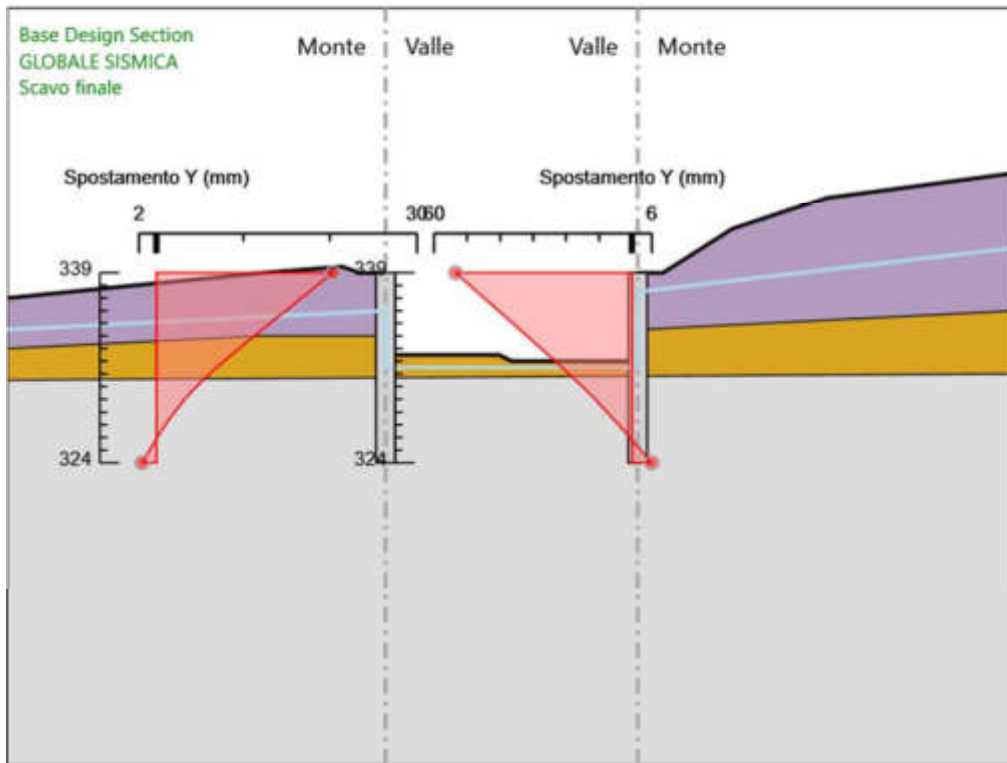 Base Design Section
GLOBALE SISMICA
Scavo finale
Monte Valle Valle Monte
Spostamento Y (mm) Spostamento Y (mm)
2 30 60 6
339 339
324 324